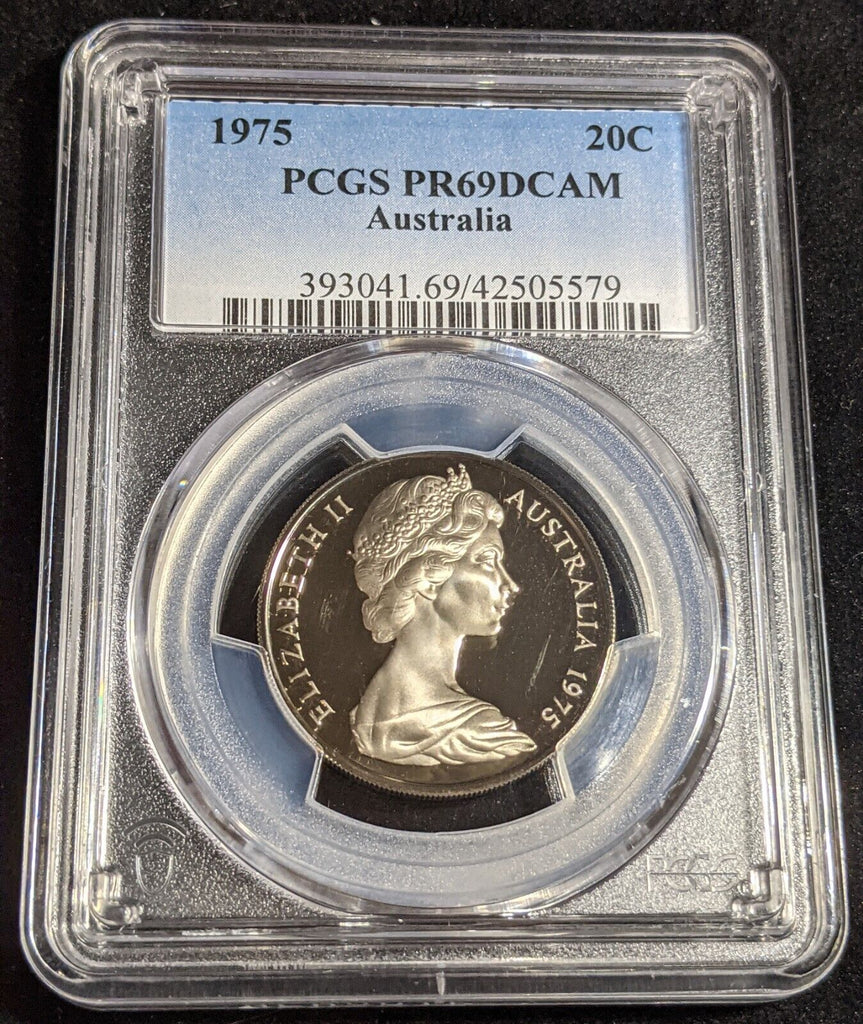 1975 20C
PCGS PR69DCAM
Australia
393041.69/42505579
ELIZABETH II
AUSTRALIA 1975
PCGS